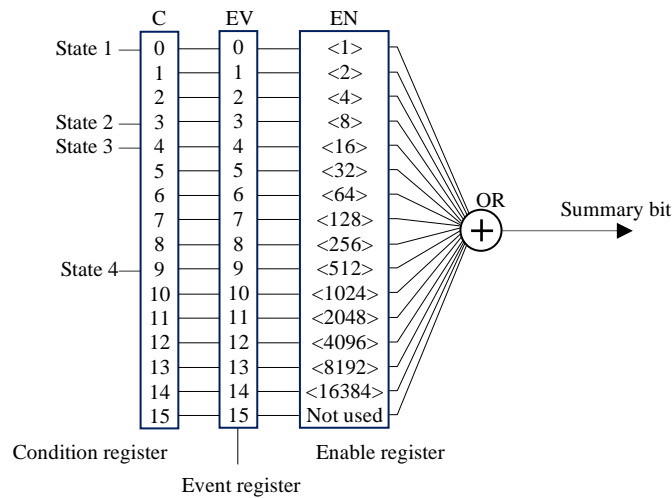 C EV EN
State 1 0 0 <1>
1 1 <2>
2 2 <4>
State 2 3 3 <8>
State 3 4 4 <16>
5 5 <32>
6 6 <64>
OR
7 7 <128>
Summary bit
8 8 <256>
State 4 9 9 <512>
10 10 <1024>
11 11 <2048>
12 12 <4096>
13 13 <8192>
14 14 <16384>
15 15 Not used
Condition register Enable register
Event register